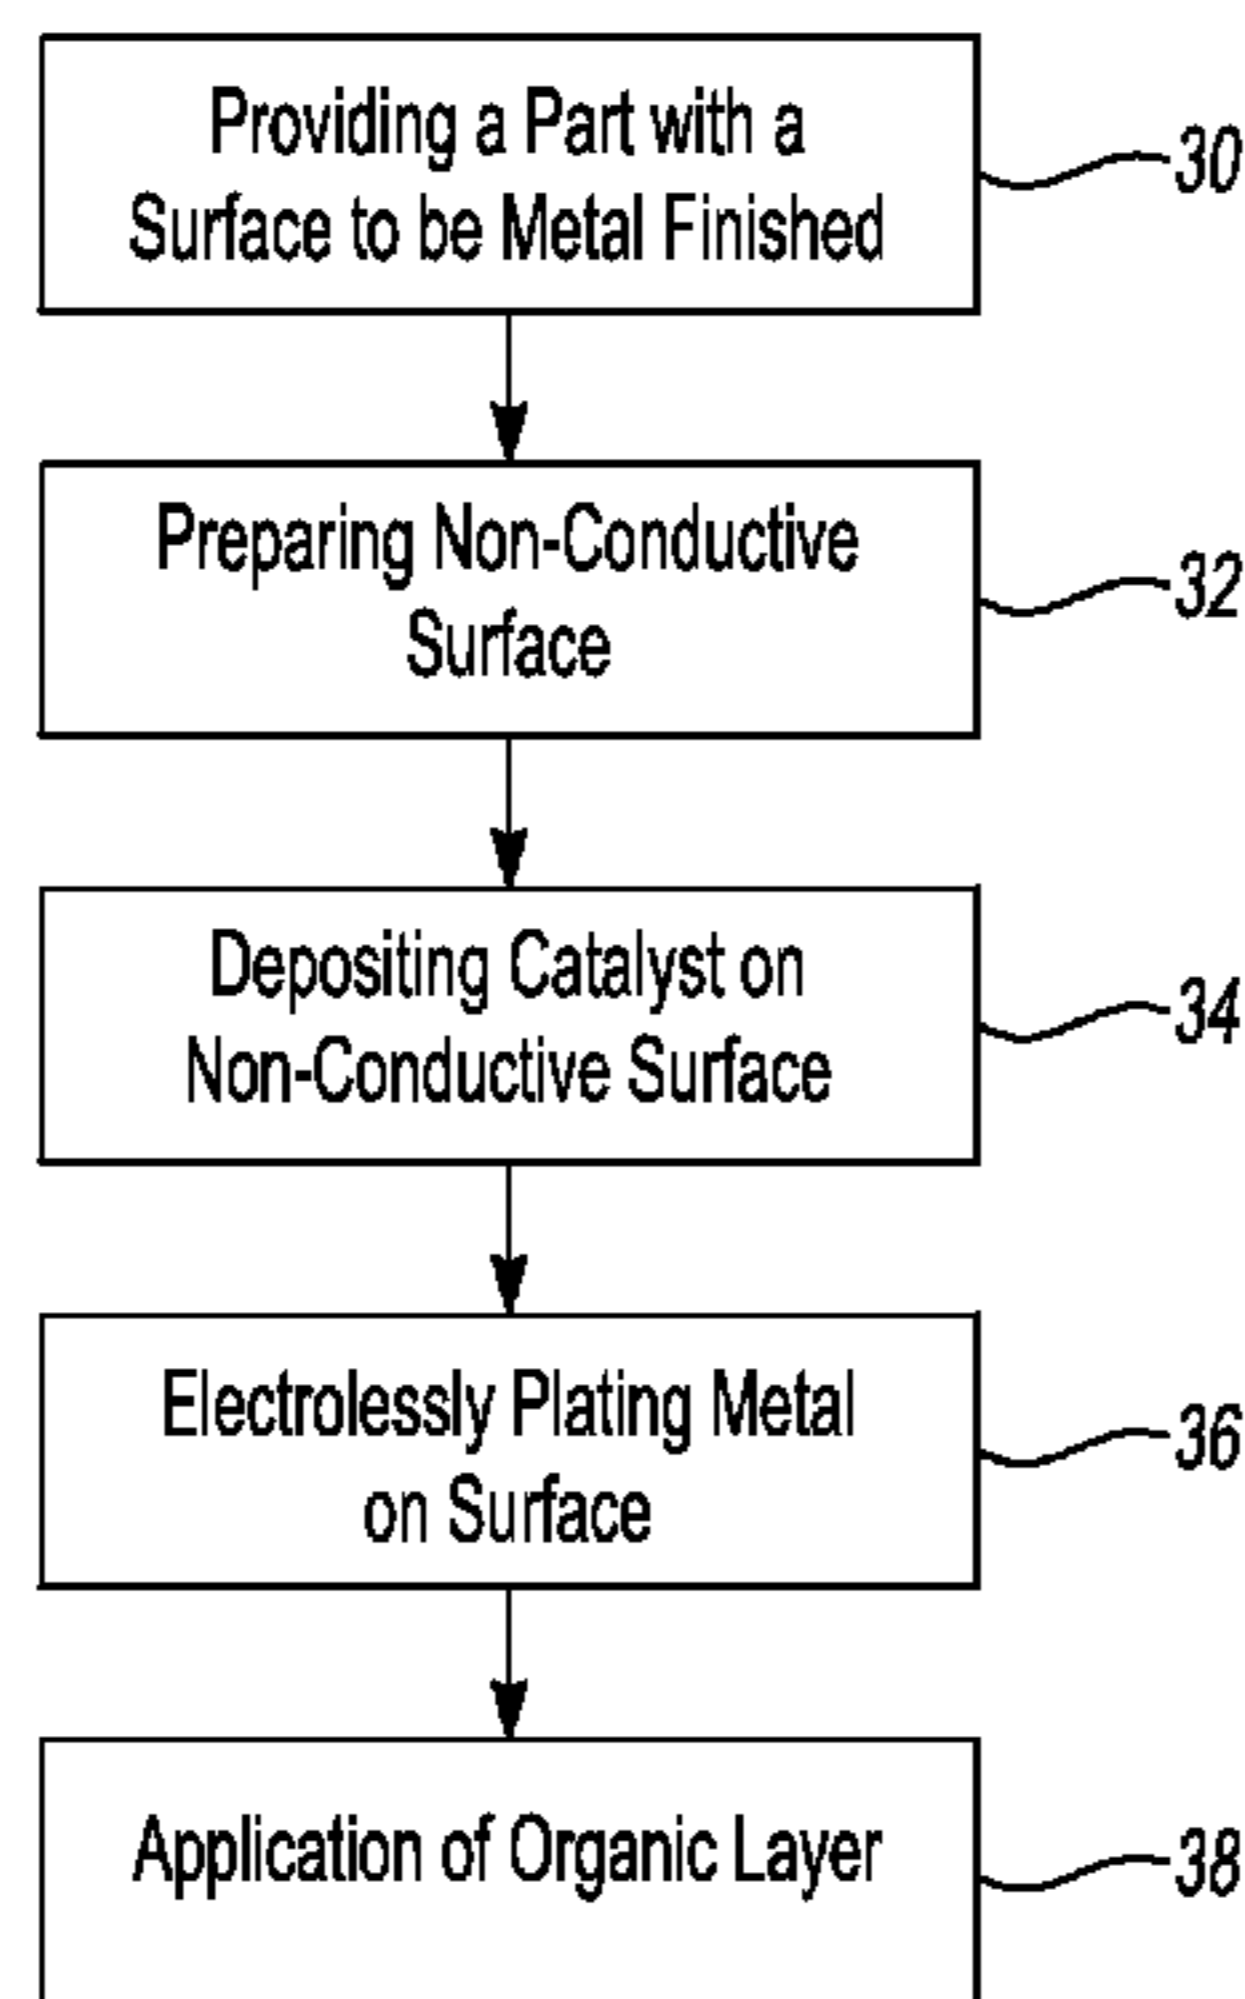 Providing a Part with a
Surface to be Metal Finished
30
Preparing Non-Conductive
Surface
32
Depositing Catalyst on
Non-Conductive Surface
34
Electrolessly Plating Metal
on Surface
36
Application of Organic Layer
38